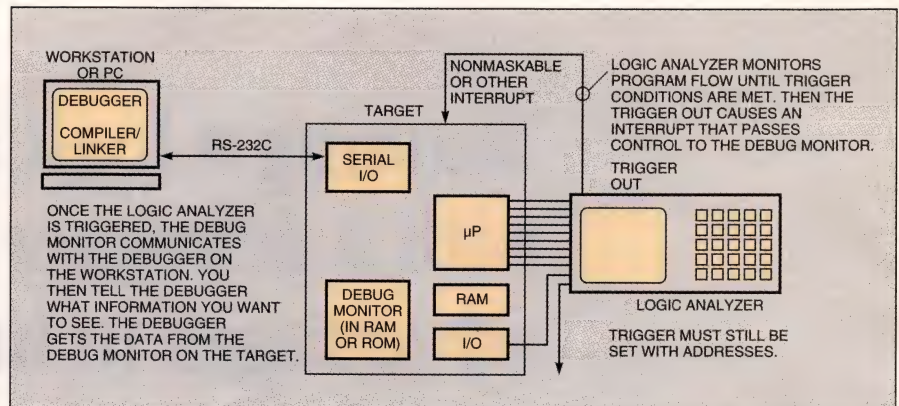 WORKSTATION
OR PC
DEBUGGER
COMPILER/
LINKER
RS-232C
ONCE THE LOGIC ANALYZER
IS TRIGGERED, THE DEBUG
MONITOR COMMUNICATES
WITH THE DEBUGGER ON
THE WORKSTATION. YOU
THEN TELL THE DEBUGGER
WHAT INFORMATION YOU WANT
TO SEE. THE DEBUGGER
GETS THE DATA FROM THE
DEBUG MONITOR ON THE TARGET.
TARGET
SERIAL
I/O
µP
DEBUG
MONITOR
(IN RAM
OR ROM)
RAM
I/O
NONMASKABLE
OR OTHER
INTERRUPT
LOGIC ANALYZER MONITORS
PROGRAM FLOW UNTIL TRIGGER
CONDITIONS ARE MET. THEN THE
TRIGGER OUT CAUSES AN
INTERRUPT THAT PASSES
CONTROL TO THE DEBUG MONITOR.
TRIGGER
OUT
LOGIC ANALYZER
TRIGGER MUST STILL BE
SET WITH ADDRESSES.